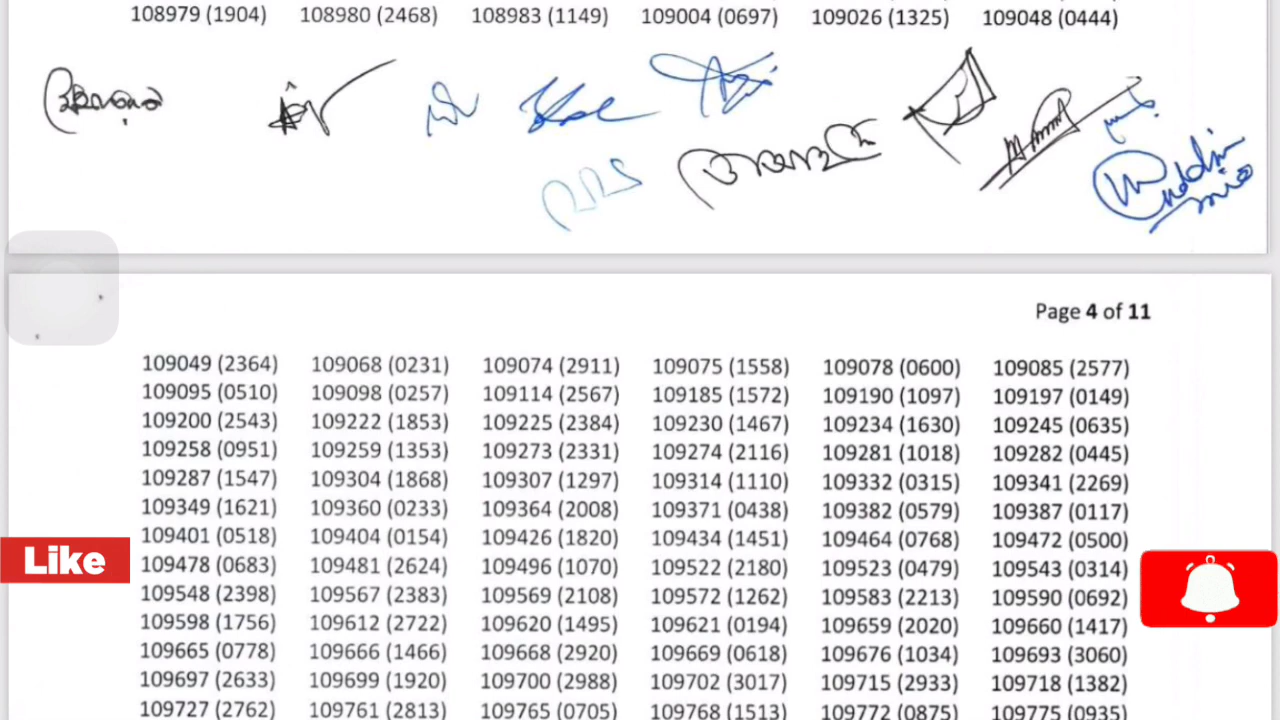 108979 (1904) 108980 (2468) 108983 (1149) 109004 (0697) 109026 (1325) 109048 (0444)
Page 4 of 11
109049 (2364) 109068 (0231) 109074 (2911) 109075 (1558) 109078 (0600) 109085 (2577)
109095 (0510) 109098 (0257) 109114 (2567) 109185 (1572) 109190 (1097) 109197 (0149)
109200 (2543) 109222 (1853) 109225 (2384) 109230 (1467) 109234 (1630) 109245 (0635)
109258 (0951) 109259 (1353) 109273 (2331) 109274 (2116) 109281 (1018) 109282 (0445)
109287 (1547) 109304 (1868) 109307 (1297) 109314 (1110) 109332 (0315) 109341 (2269)
109349 (1621) 109360 (0233) 109364 (2008) 109371 (0438) 109382 (0579) 109387 (0117)
109401 (0518) 109404 (0154) 109426 (1820) 109434 (1451) 109464 (0768) 109472 (0500)
Like
109478 (0683) 109481 (2624) 109496 (1070) 109522 (2180) 109523 (0479) 109543 (0314)
109548 (2398) 109567 (2383) 109569 (2108) 109572 (1262) 109583 (2213) 109590 (0692)
109598 (1756) 109612 (2722) 109620 (1495) 109621 (0194) 109659 (2020) 109660 (1417)
109665 (0778) 109666 (1466) 109668 (2920) 109669 (0618) 109676 (1034) 109693 (3060)
109697 (2633) 109699 (1920) 109700 (2988) 109702 (3017) 109715 (2933) 109718 (1382)
109727 (2762) 109761 (2813) 109765 (0705) 109768 (1513) 109772 (0875) 109775 (0935)